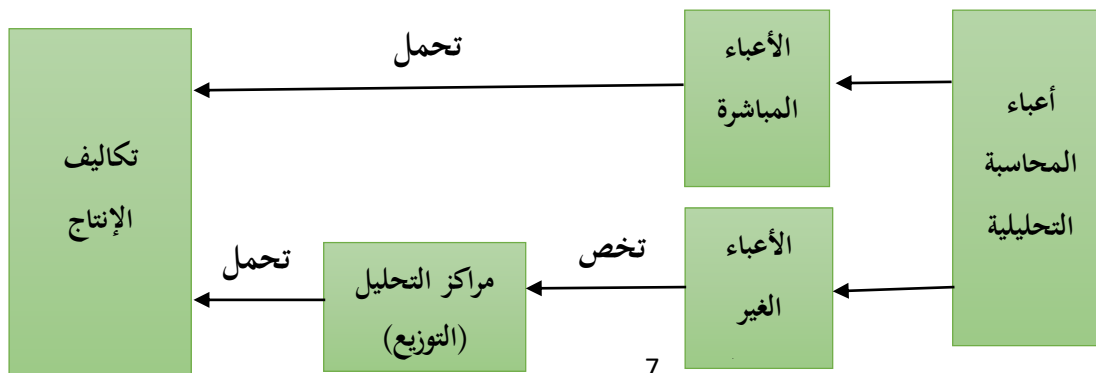 أعباء
المحاسبة
التحليلية
الأعباء
المباشرة
تحمل
تكاليف
الإنتاج
الأعباء
الغير
تخص
مراكز التحليل
(التوزيع)
تحمل
7